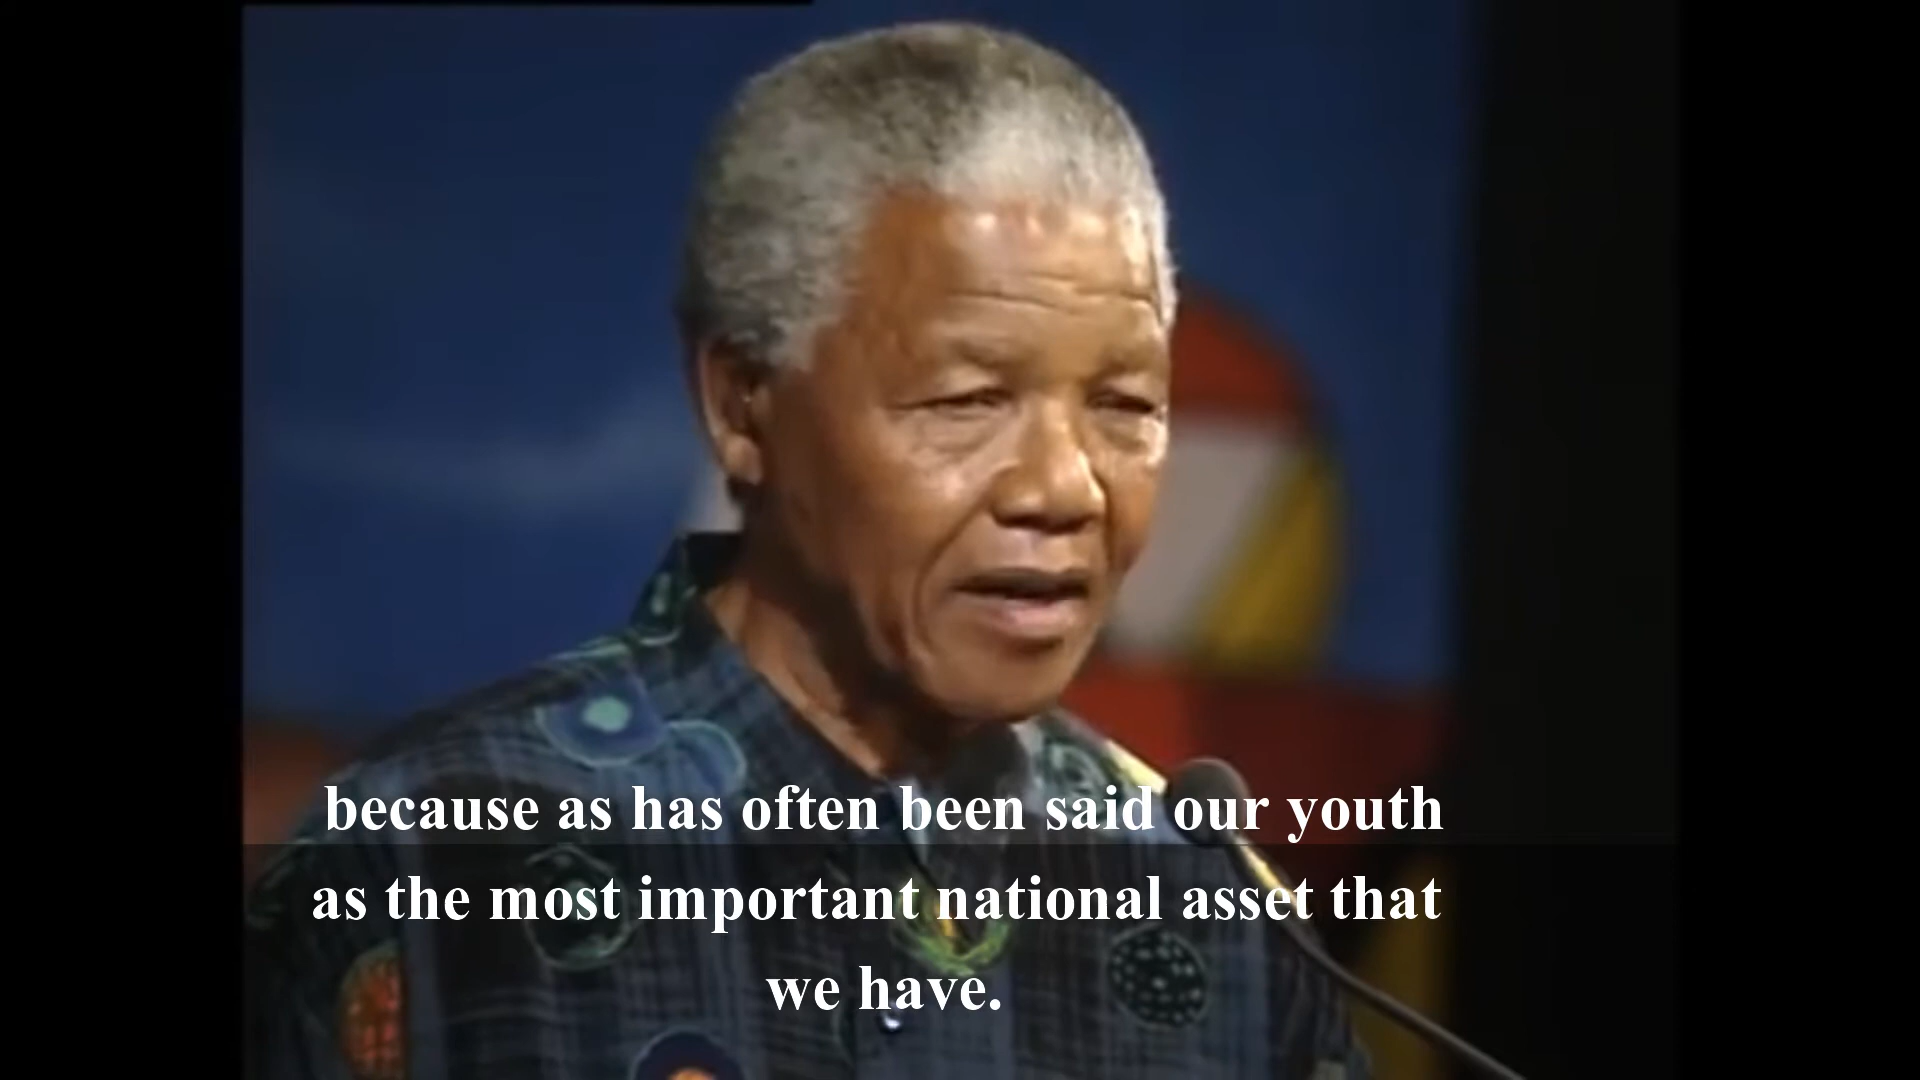 because as has often been said our youth
as the most important national asset that
we have.